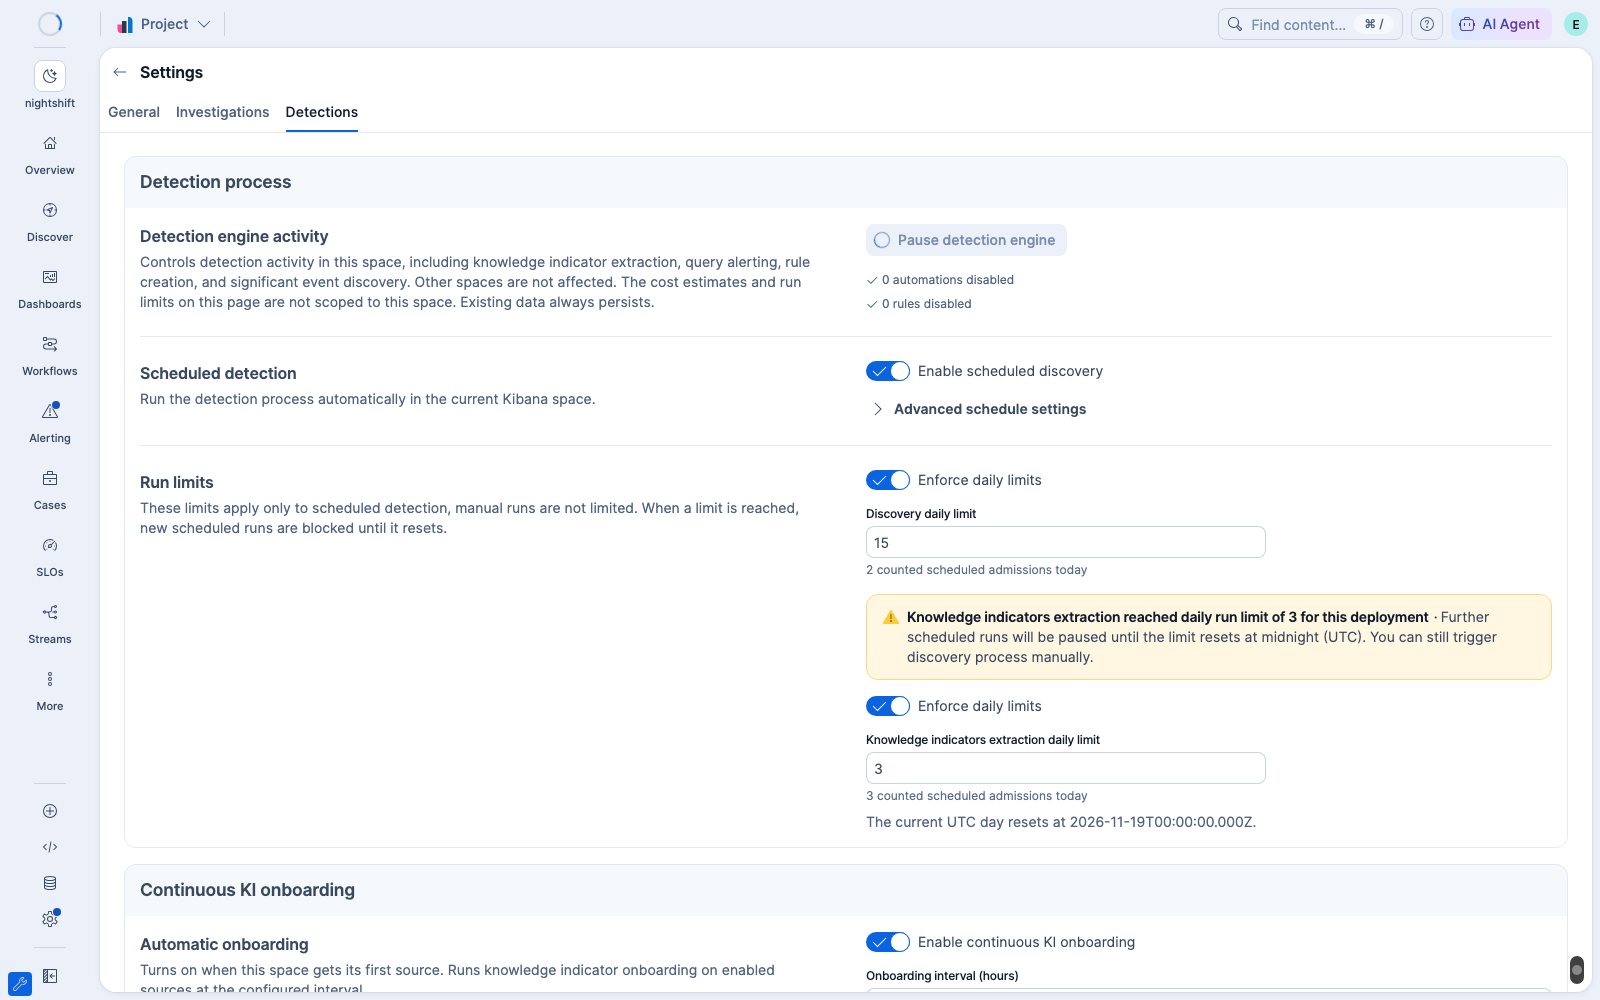 Project
Find content...
⌘ /
AI Agent
E
nightshift
Overview
Discover
Dashboards
Workflows
Alerting
Cases
SLOs
Streams
More
Settings
General
Investigations
Detections
Detection process
Detection engine activity
Controls detection activity in this space, including knowledge indicator extraction, query alerting, rule
creation, and significant event discovery. Other spaces are not affected. The cost estimates and run
limits on this page are not scoped to this space. Existing data always persists.
Pause detection engine
0 automations disabled
0 rules disabled
Scheduled detection
Run the detection process automatically in the current Kibana space.
Enable scheduled discovery
Advanced schedule settings
Run limits
These limits apply only to scheduled detection, manual runs are not limited. When a limit is reached,
new scheduled runs are blocked until it resets.
Enforce daily limits
Discovery daily limit
15
2 counted scheduled admissions today
Knowledge indicators extraction reached daily run limit of 3 for this deployment · Further
scheduled runs will be paused until the limit resets at midnight (UTC). You can still trigger
discovery process manually.
Enforce daily limits
Knowledge indicators extraction daily limit
3
3 counted scheduled admissions today
The current UTC day resets at 2026-11-19T00:00:00.000Z.
Continuous KI onboarding
Automatic onboarding
Turns on when this space gets its first source. Runs knowledge indicator onboarding on enabled
sources at the configured interval.
Enable continuous KI onboarding
Onboarding interval (hours)